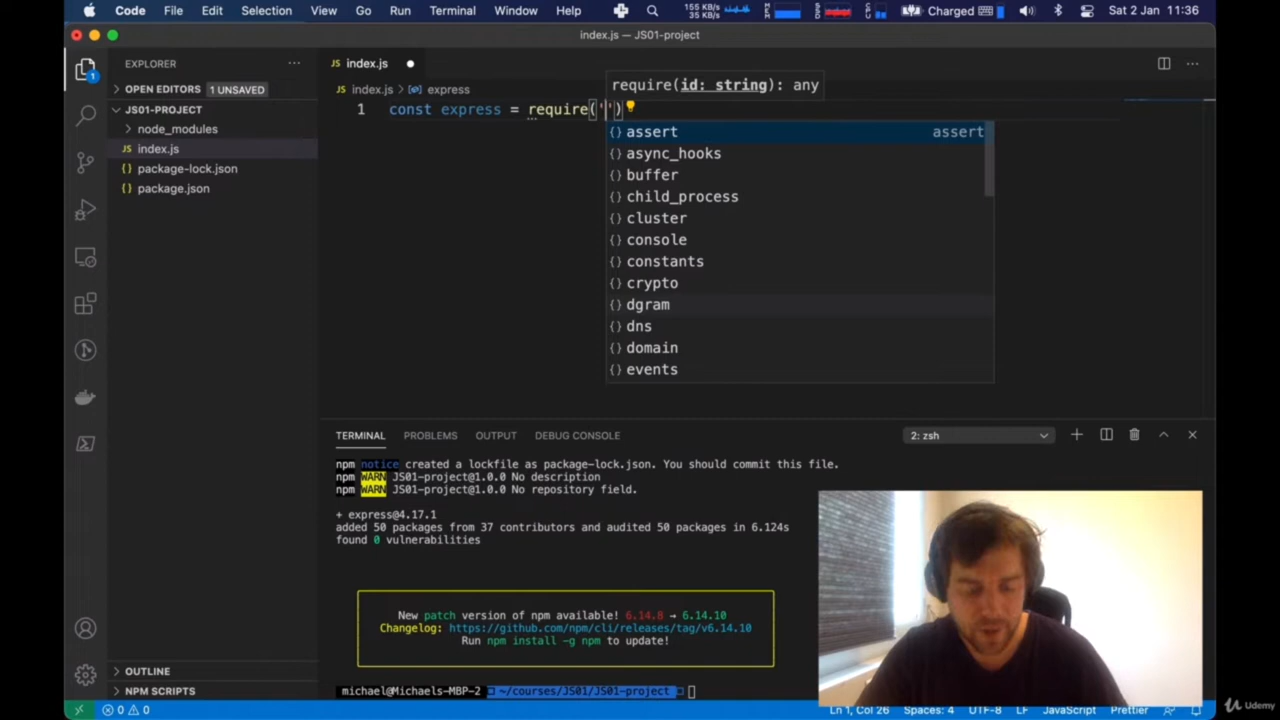 Code File Edit Selection View Go Run Terminal Window Help 155 KB/s 35 KB/s Charged Sat 2 Jan 11:36
index.js — JS01-project
EXPLORER
JS index.js
OPEN EDITORS 1 UNSAVED
JS index.js > express
JS01-PROJECT
node_modules
JS index.js
{} package-lock.json
{} package.json
require(id: string): any
1 const express = require('')
{} assert assert
{} async_hooks
{} buffer
{} child_process
{} cluster
{} console
{} constants
{} crypto
{} dgram
{} dns
{} domain
{} events
TERMINAL PROBLEMS OUTPUT DEBUG CONSOLE 2: zsh
npm notice created a lockfile as package-lock.json. You should commit this file.
npm WARN JS01-project@1.0.0 No description
npm WARN JS01-project@1.0.0 No repository field.
+ express@4.17.1
added 50 packages from 37 contributors and audited 50 packages in 6.124s
found 0 vulnerabilities
New patch version of npm available! 6.14.8 → 6.14.10
Changelog: https://github.com/npm/cli/releases/tag/v6.14.10
Run npm install -g npm to update!
michael@Michaels-MBP-2 ~/courses/JS01/JS01-project
OUTLINE
NPM SCRIPTS
0 0 Ln 1, Col 26 Spaces: 4 UTF-8 LF JavaScript Prettier
Udemy